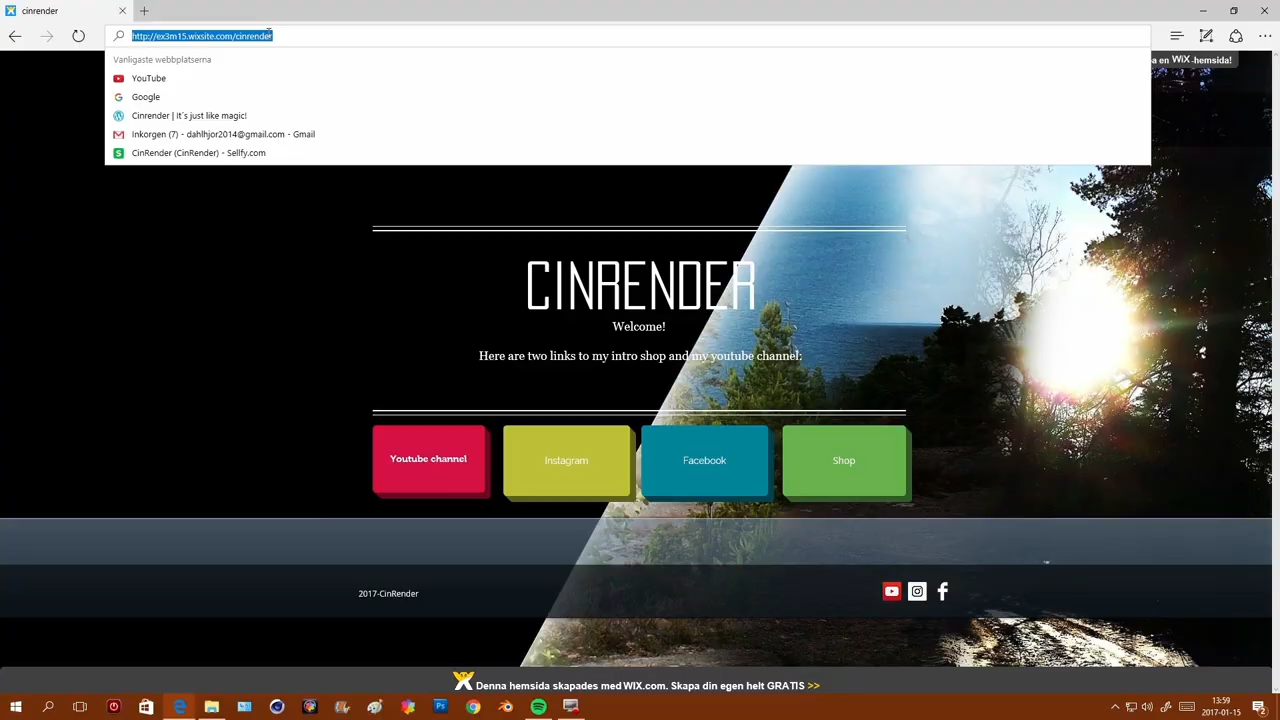 cinrender
http://ex3m15.wixsite.com/cinrender
Vanligaste webbplatserna
YouTube
Google
Cinrender | It´s just like magic!
Inkorgen (7) - dahlhjor2014@gmail.com - Gmail
CinRender (CinRender) - Sellfy.com
en WiX-hemsida!
CINRENDER
Welcome!
Here are two links to my intro shop and my youtube channel:
Youtube channel
Instagram
Facebook
Shop
2017-CinRender
Denna hemsida skapades med WIX.com. Skapa din egen helt GRATIS >>
13:59
2017-01-15